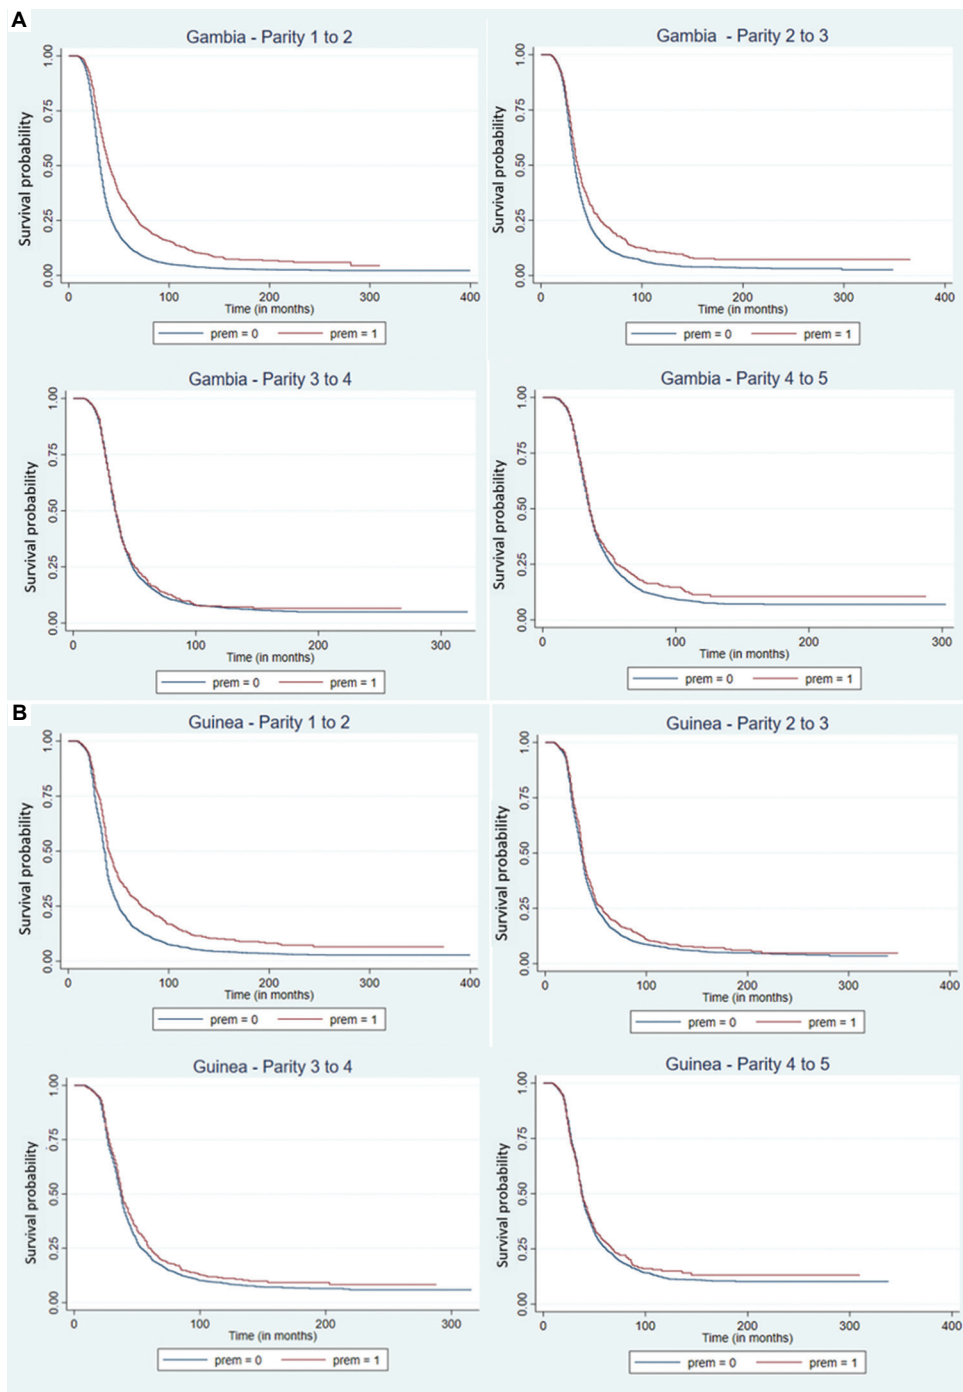 A
Gambia - Parity 1 to 2
Survival probability
1.00
0.75
0.50
0.25
0.00
0 100 200 300 400
Time (in months)
prem = 0 prem = 1
Gambia - Parity 2 to 3
Survival probability
1.00
0.75
0.50
0.25
0.00
0 100 200 300 400
Time (in months)
prem = 0 prem = 1
Gambia - Parity 3 to 4
Survival probability
1.00
0.75
0.50
0.25
0.00
0 100 200 300
Time (in months)
prem = 0 prem = 1
Gambia - Parity 4 to 5
Survival probability
1.00
0.75
0.50
0.25
0.00
0 100 200 300
Time (in months)
prem = 0 prem = 1
B
Guinea - Parity 1 to 2
Survival probability
1.00
0.75
0.50
0.25
0.00
0 100 200 300 400
Time (in months)
prem = 0 prem = 1
Guinea - Parity 2 to 3
Survival probability
1.00
0.75
0.50
0.25
0.00
0 100 200 300 400
Time (in months)
prem = 0 prem = 1
Guinea - Parity 3 to 4
Survival probability
1.00
0.75
0.50
0.25
0.00
0 100 200 300
Time (in months)
prem = 0 prem = 1
Guinea - Parity 4 to 5
Survival probability
1.00
0.75
0.50
0.25
0.00
0 100 200 300 400
Time (in months)
prem = 0 prem = 1